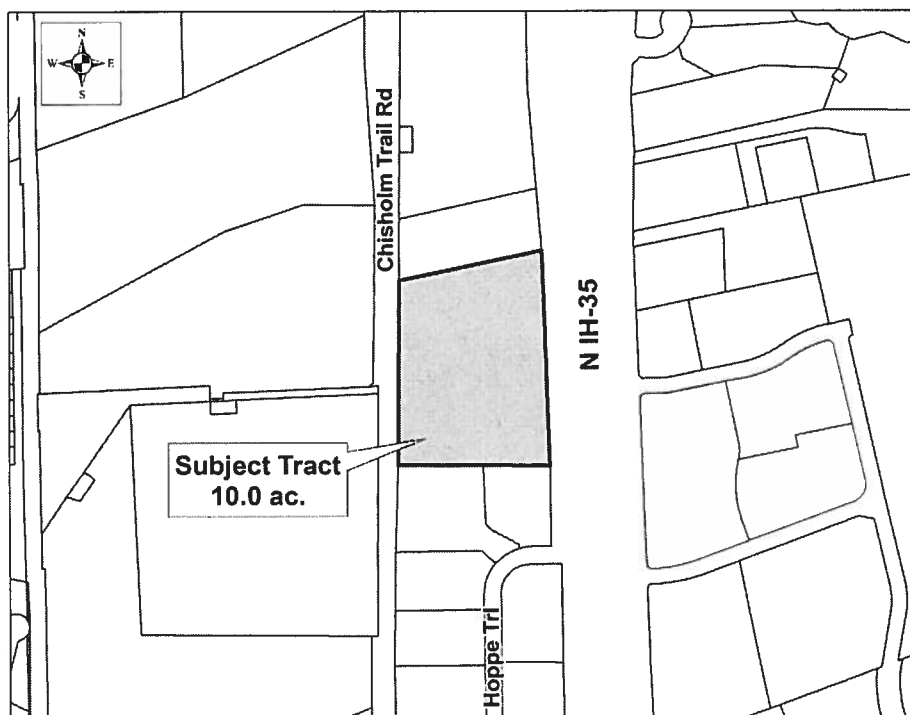 N
W E
S
Chisholm Trail Rd
N IH-35
Subject Tract
10.0 ac.
Hoppe Trl